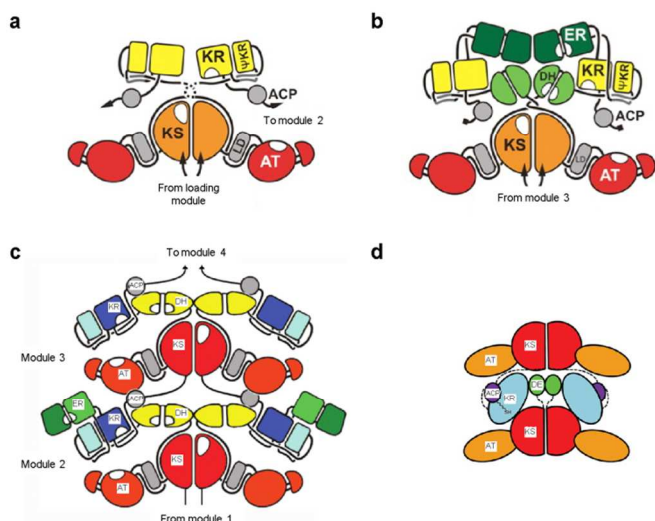 a
KR
ΨKR
ACP
To module 2
KS
LD
AT
From loading
module
b
ER
DH
KR
ΨKR
ACP
KS
LD
AT
From module 3
c
To module 4
ACP
KR
DH
KS
Module 3
AT
ER
ACP
KR
DH
KS
Module 2
AT
From module 1
d
AT
KS
ACP
KR
DE
AT
KS